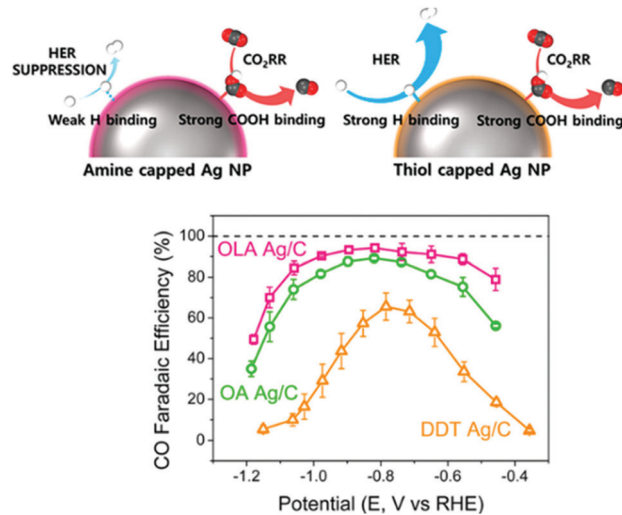 HER
SUPPRESSION
CO2RR
Weak H binding
Strong COOH binding
Amine capped Ag NP
HER
CO2RR
Strong H binding
Strong COOH binding
Thiol capped Ag NP
CO Faradaic Efficiency (%)
100
80
60
40
20
0
OLA Ag/C
OA Ag/C
DDT Ag/C
-1.2 -1.0 -0.8 -0.6 -0.4
Potential (E, V vs RHE)